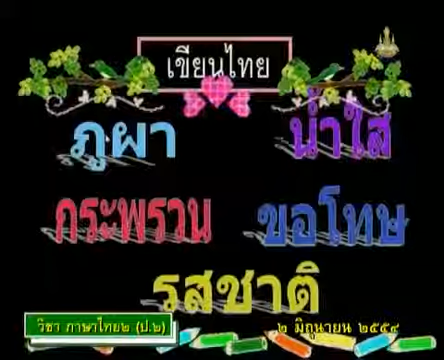 เขียนไทย
ภูผา น้ำใส
กระพรวน ขอโทษ
รสชาติ
วิชา ภาษาไทย๒ (ป.๒) ๒ มิถุนายน ๒๕๕๔